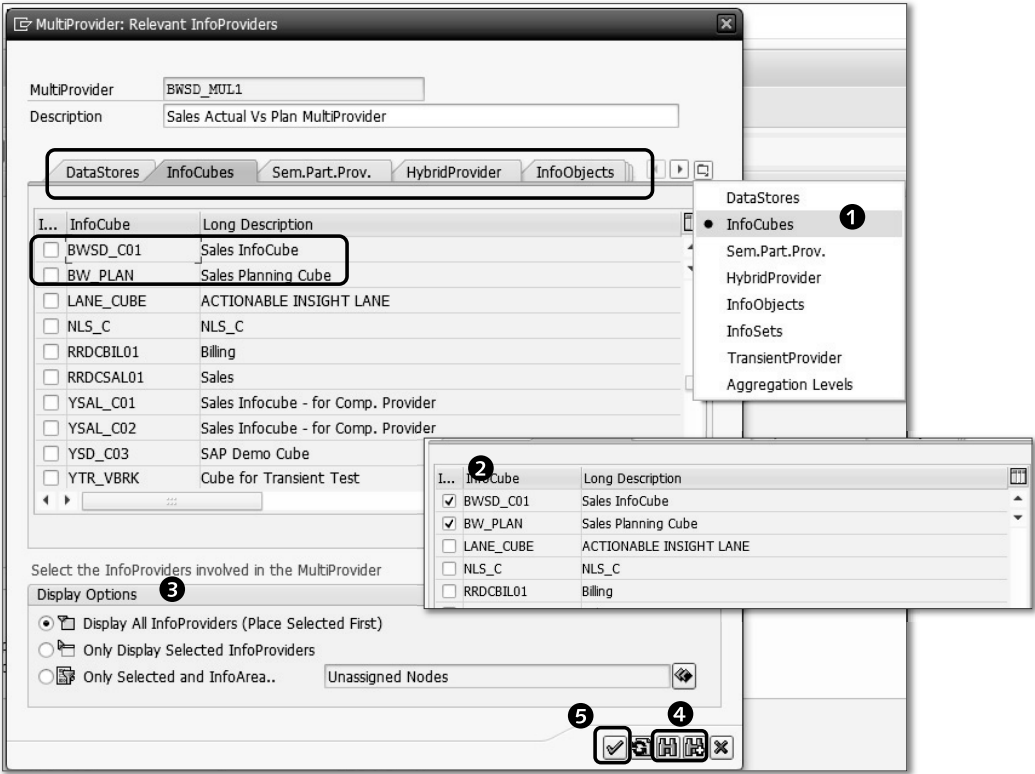 MultiProvider: Relevant InfoProviders
MultiProvider BWSD_MUL1
Description Sales Actual Vs Plan MultiProvider
DataStores InfoCubes Sem.Part.Prov. HybridProvider InfoObjects
I... InfoCube Long Description
BWSD_C01 Sales InfoCube
BW_PLAN Sales Planning Cube
LANE_CUBE ACTIONABLE INSIGHT LANE
NLS_C NLS_C
RRDCBIL01 Billing
RRDCSAL01 Sales
YSAL_C01 Sales Infocube - for Comp. Provider
YSAL_C02 Sales Infocube - for Comp. Provider
YSD_C03 SAP Demo Cube
YTR_VBRK Cube for Transient Test
DataStores
InfoCubes 1
Sem.Part.Prov.
HybridProvider
InfoObjects
InfoSets
TransientProvider
Aggregation Levels
2
I... InfoCube Long Description
BWSD_C01 Sales InfoCube
BW_PLAN Sales Planning Cube
LANE_CUBE ACTIONABLE INSIGHT LANE
NLS_C NLS_C
RRDCBIL01 Billing
Select the InfoProviders involved in the MultiProvider
Display Options 3
Display All InfoProviders (Place Selected First)
Only Display Selected InfoProviders
Only Selected and InfoArea.. Unassigned Nodes
5 4